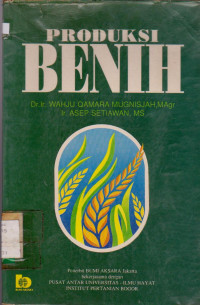 PRODUKSI
BENIH
Dr. Ir. WAHJU QAMARA MUGNISJAH, MAgr
Ir. ASEP SETIAWAN, MS
Penerbit BUMI AKSARA Jakarta
bekerjasama dengan
PUSAT ANTAR UNIVERSITAS - ILMU HAYAT
INSTITUT PERTANIAN BOGOR